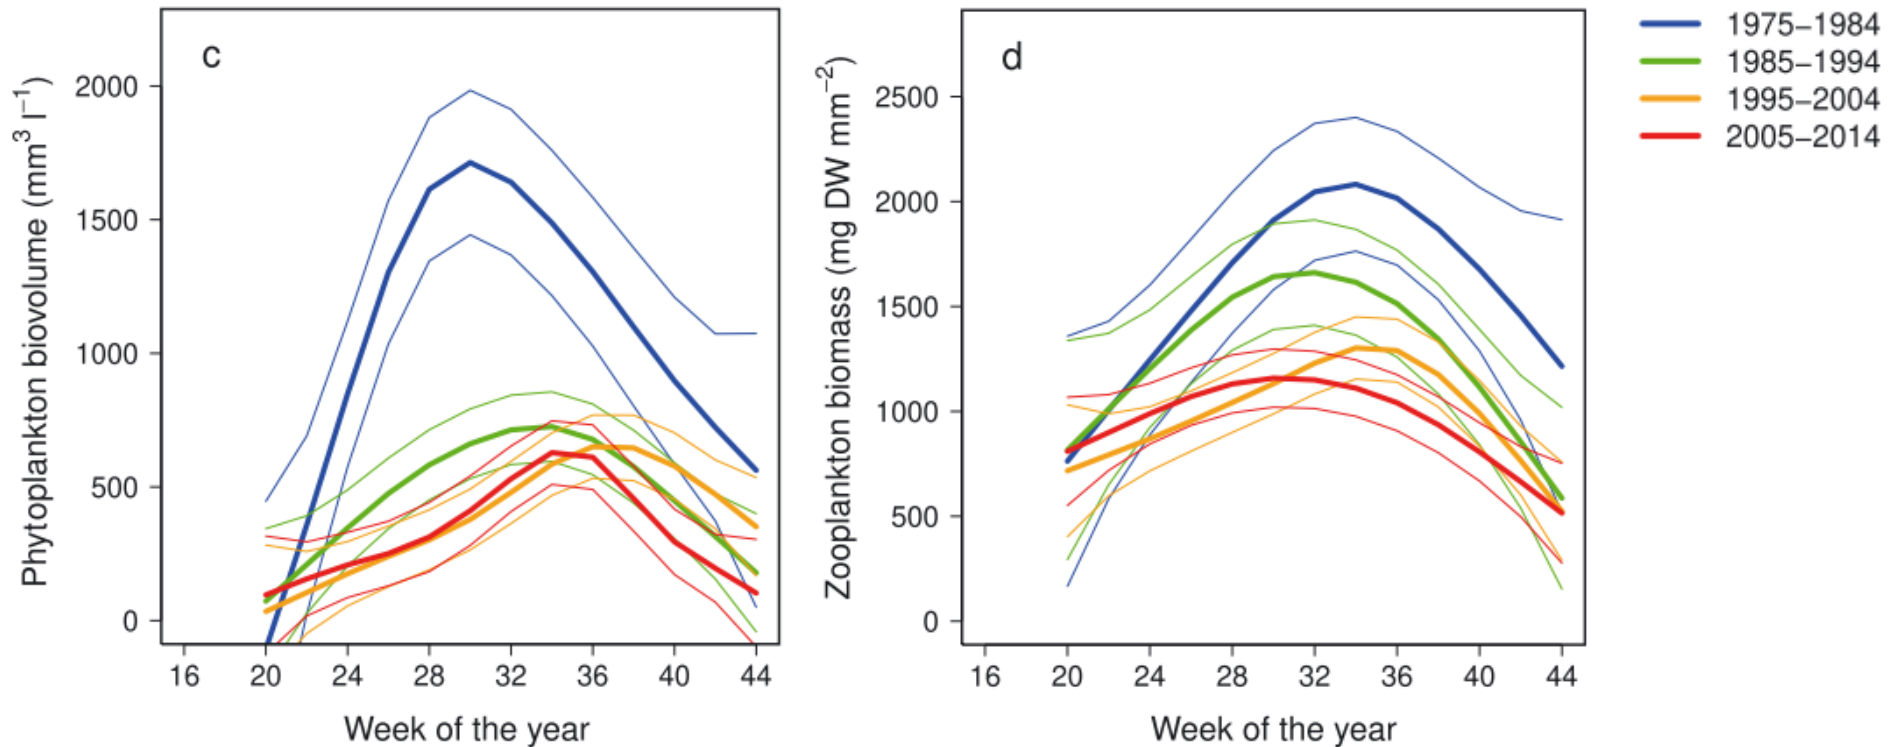 c
Phytoplankton biovolume (mm³ l⁻¹)
2000
1500
1000
500
0
16 20 24 28 32 36 40 44
Week of the year
d
Zooplankton biomass (mg DW mm⁻²)
2500
2000
1500
1000
500
0
16 20 24 28 32 36 40 44
Week of the year
1975–1984
1985–1994
1995–2004
2005–2014